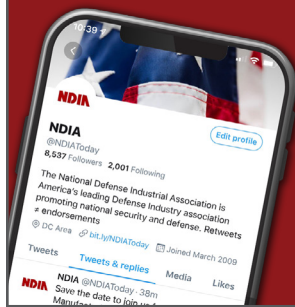 10:39
NDIA
NDIA
Edit profile
@NDIAToday
8,537 Followers 2,001 Following
The National Defense Industrial Association is
America's leading Defense Industry association
promoting national security and defense. Retweets
≠ endorsements
DC Area bit.ly/NDIAToday Joined March 2009
Tweets Tweets & replies Media Likes
NDIA
NDIA @NDIAToday · 38m
Save the date to join us f
Manufact